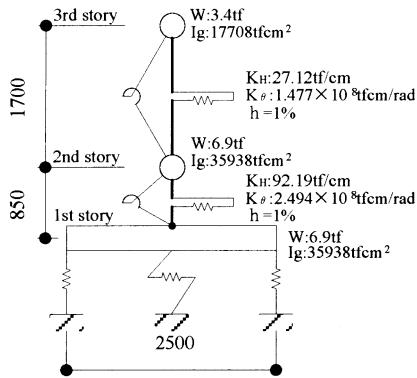 3rd story
W:3.4tf
Ig:17708tfcm²
KH:27.12tf/cm
Kθ:1.477×10⁸tfcm/rad
h=1%
1700
2nd story
W:6.9tf
Ig:35938tfcm²
KH:92.19tf/cm
Kθ:2.494×10⁸tfcm/rad
h=1%
850
1st story
W:6.9tf
Ig:35938tfcm²
2500